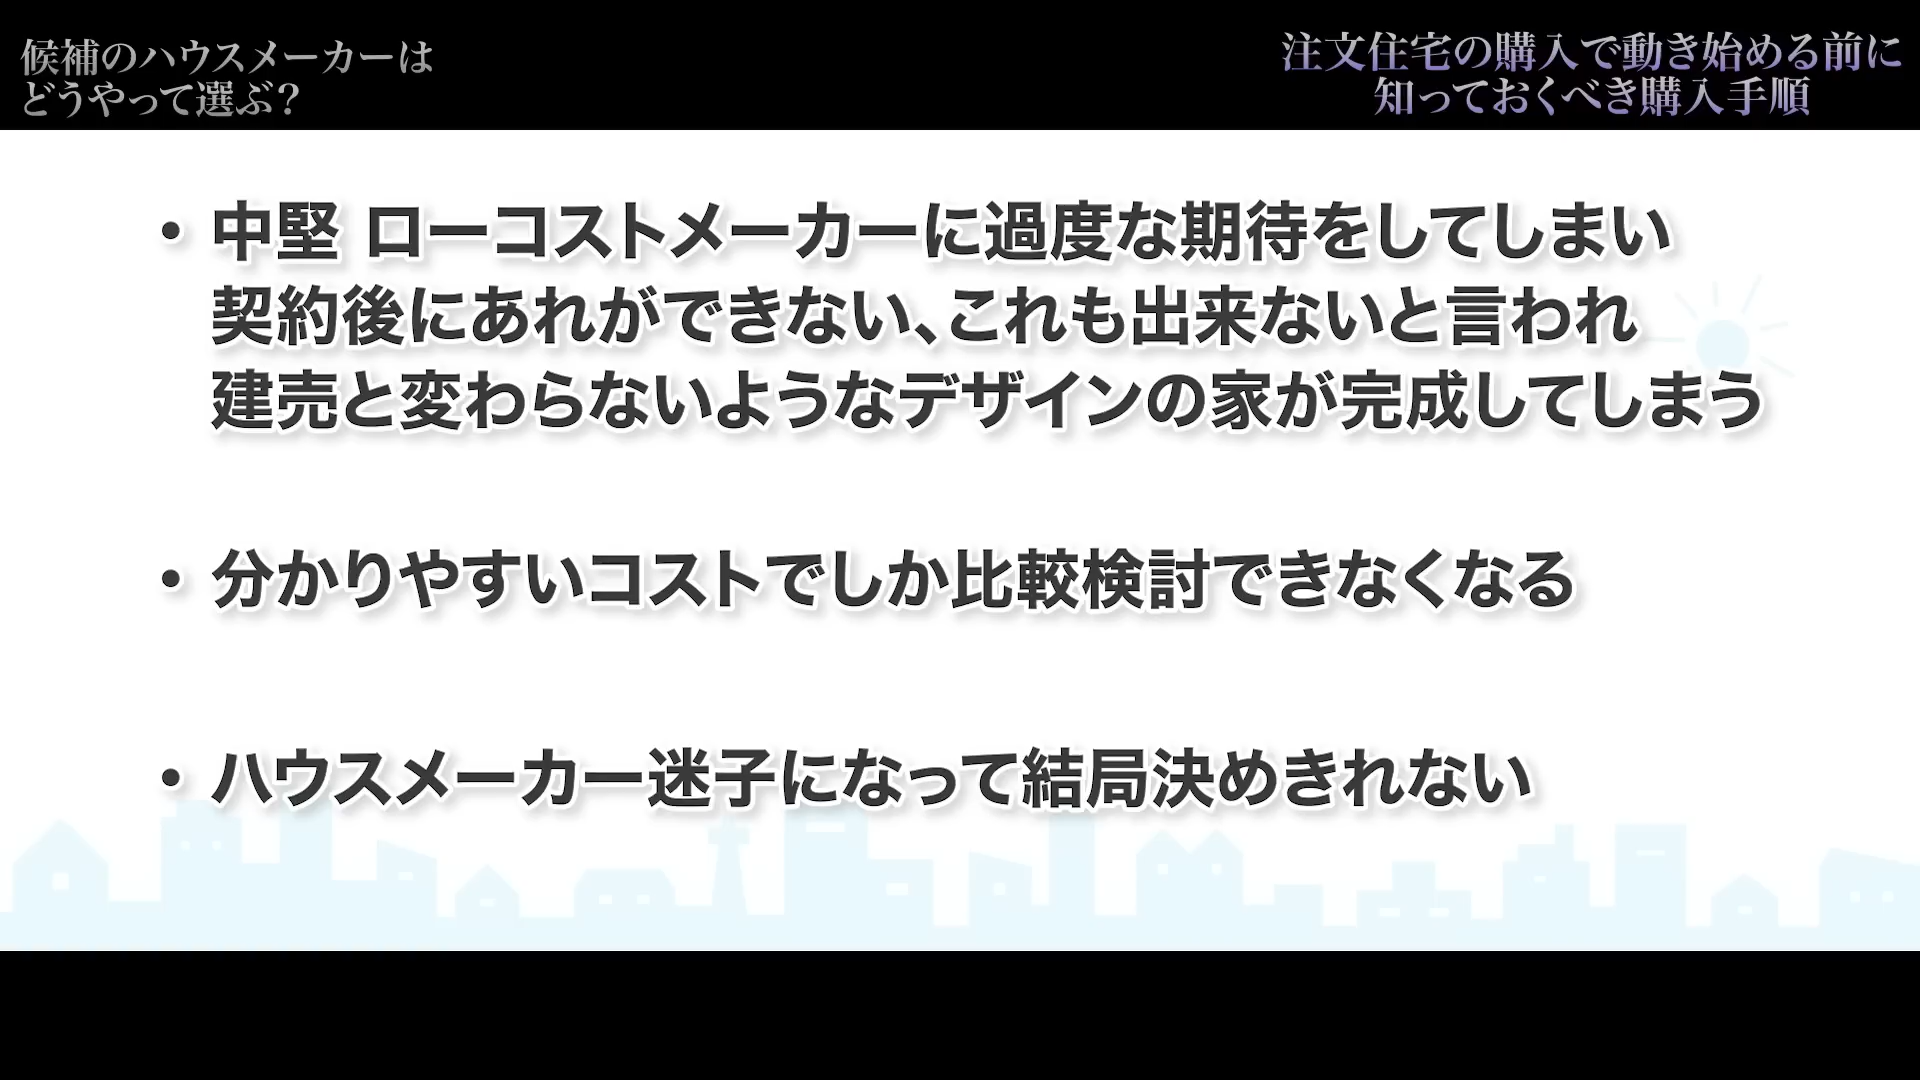 候補のハウスメーカーは
どうやって選ぶ？
注文住宅の購入で動き始める前に
知っておくべき購入手順
・中堅 ローコストメーカーに過度な期待をしてしまい
契約後にあれができない、これも出来ないと言われ
建売と変わらないようなデザインの家が完成してしまう
・分かりやすいコストでしか比較検討できなくなる
・ハウスメーカー迷子になって結局決めきれない